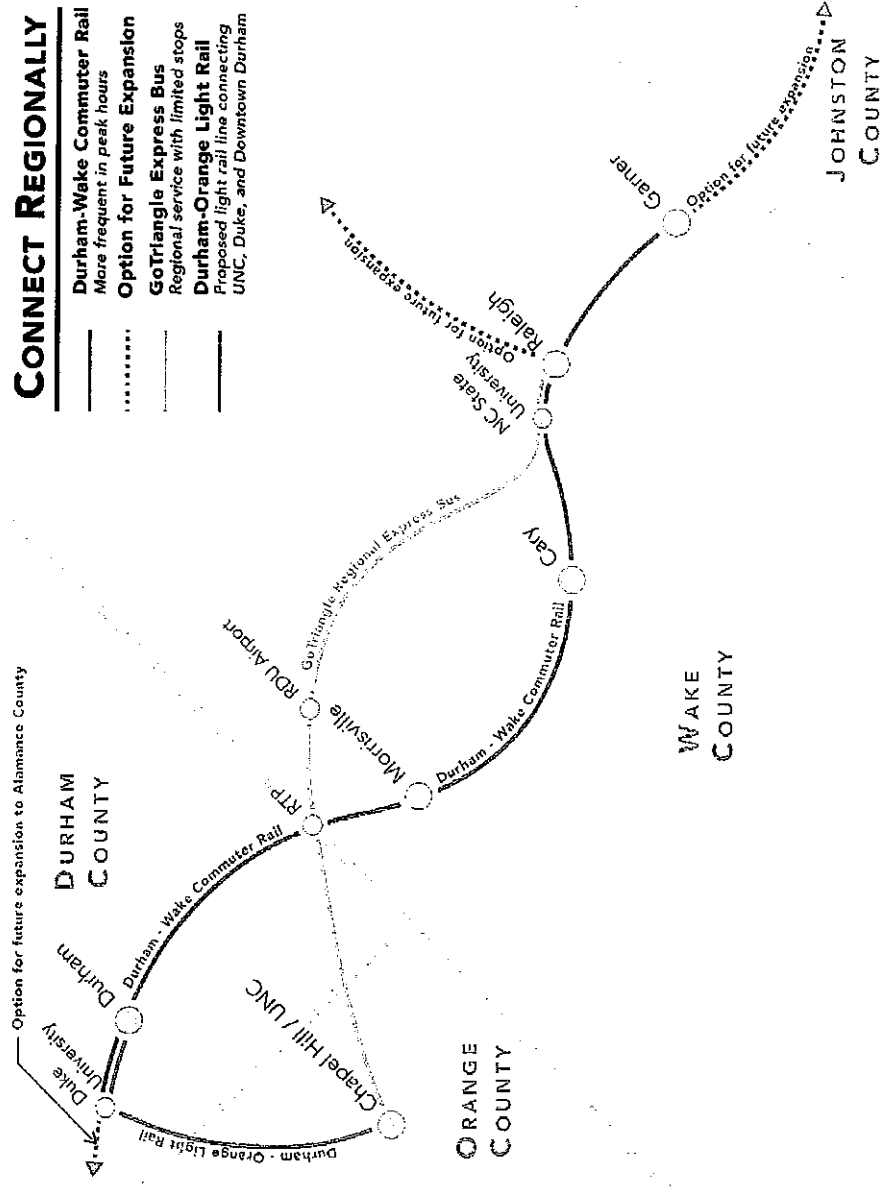 CONNECT REGIONALLY
Durham-Wake Commuter Rail
More frequent in peak hours
Option for Future Expansion
GoTriangle Express Bus
Regional service with limited stops
Durham-Orange Light Rail
Proposed light rail line connecting
UNC, Duke, and Downtown Durham
Option for future expansion to Alamance County
DURHAM
COUNTY
Duke
University
Durham
Durham - Wake Commuter Rail
Durham - Orange Light Rail
Chapel Hill / UNC
ORANGE
COUNTY
RTP
RDU Airport
Morrisville
GoTriangle Regional Express Bus
Durham - Wake Commuter Rail
Cary
WAKE
COUNTY
NC State
University
Raleigh
Option for future expansion
Garner
Option for future expansion
JOHNSTON
COUNTY